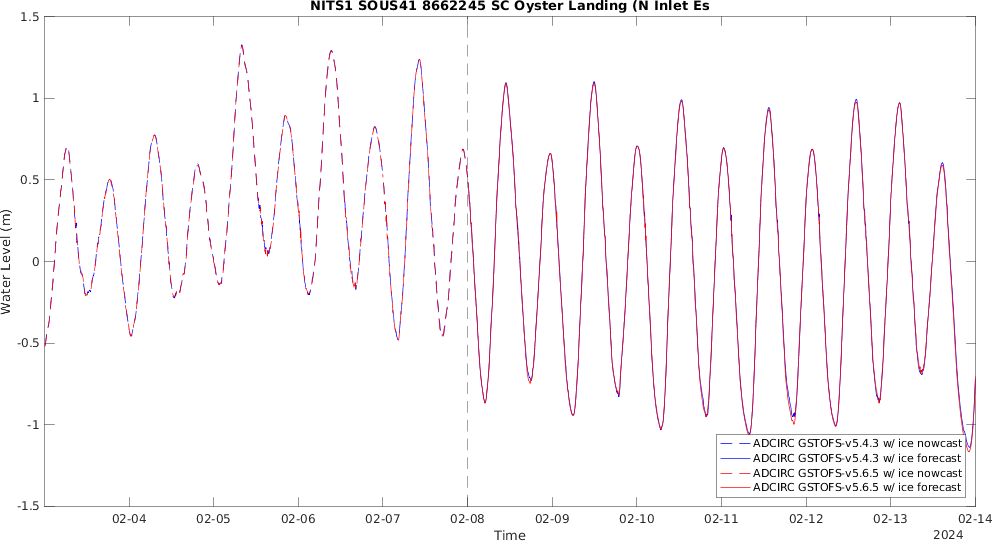 NITS1 SOUS41 8662245 SC Oyster Landing (N Inlet Es
Water Level (m)
1.5
1
0.5
0
-0.5
-1
-1.5
ADCIRC GSTOFS-v5.4.3 w/ ice nowcast
ADCIRC GSTOFS-v5.4.3 w/ ice forecast
ADCIRC GSTOFS-v5.6.5 w/ ice nowcast
ADCIRC GSTOFS-v5.6.5 w/ ice forecast
02-04 02-05 02-06 02-07 02-08 02-09 02-10 02-11 02-12 02-13 02-14
Time
2024